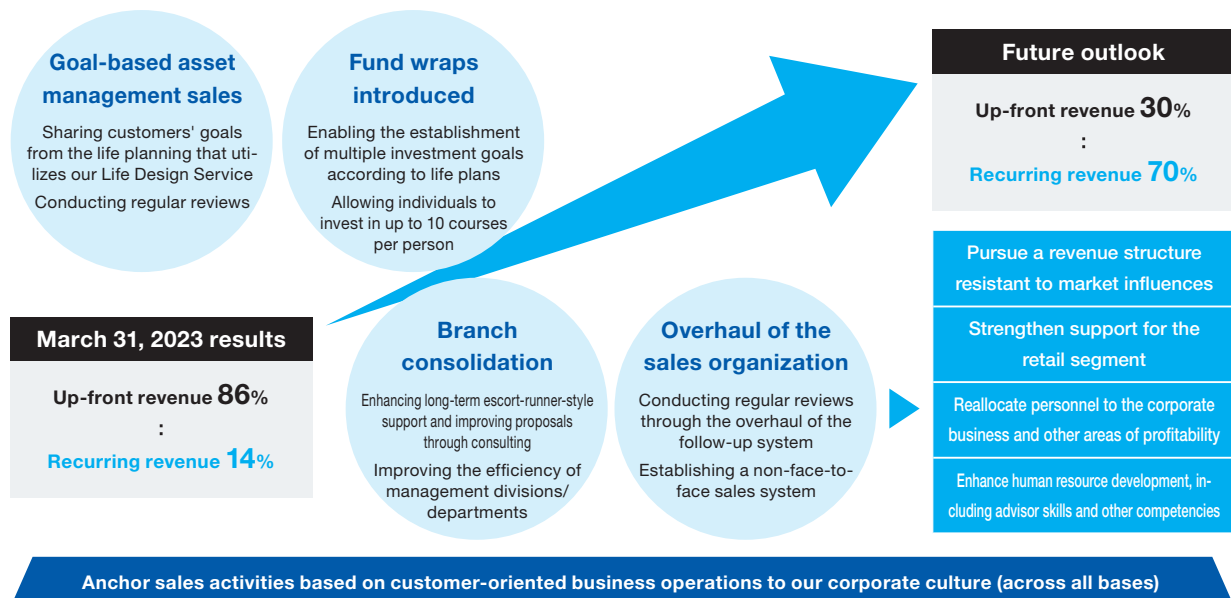 Goal-based asset
management sales
Sharing customers' goals
from the life planning that uti-
lizes our Life Design Service
Conducting regular reviews
Fund wraps
introduced
Enabling the establishment
of multiple investment goals
according to life plans
Allowing individuals to
invest in up to 10 courses
per person
March 31, 2023 results
Up-front revenue 86%
:
Recurring revenue 14%
Branch
consolidation
Enhancing long-term escort-runner-style
support and improving proposals
through consulting
Improving the efficiency of
management divisions/
departments
Overhaul of the
sales organization
Conducting regular reviews
through the overhaul of the
follow-up system
Establishing a non-face-to-
face sales system
Future outlook
Up-front revenue 30%
:
Recurring revenue 70%
Pursue a revenue structure
resistant to market influences
Strengthen support for the
retail segment
Reallocate personnel to the corporate
business and other areas of profitability
Enhance human resource development, in-
cluding advisor skills and other competencies
Anchor sales activities based on customer-oriented business operations to our corporate culture (across all bases)